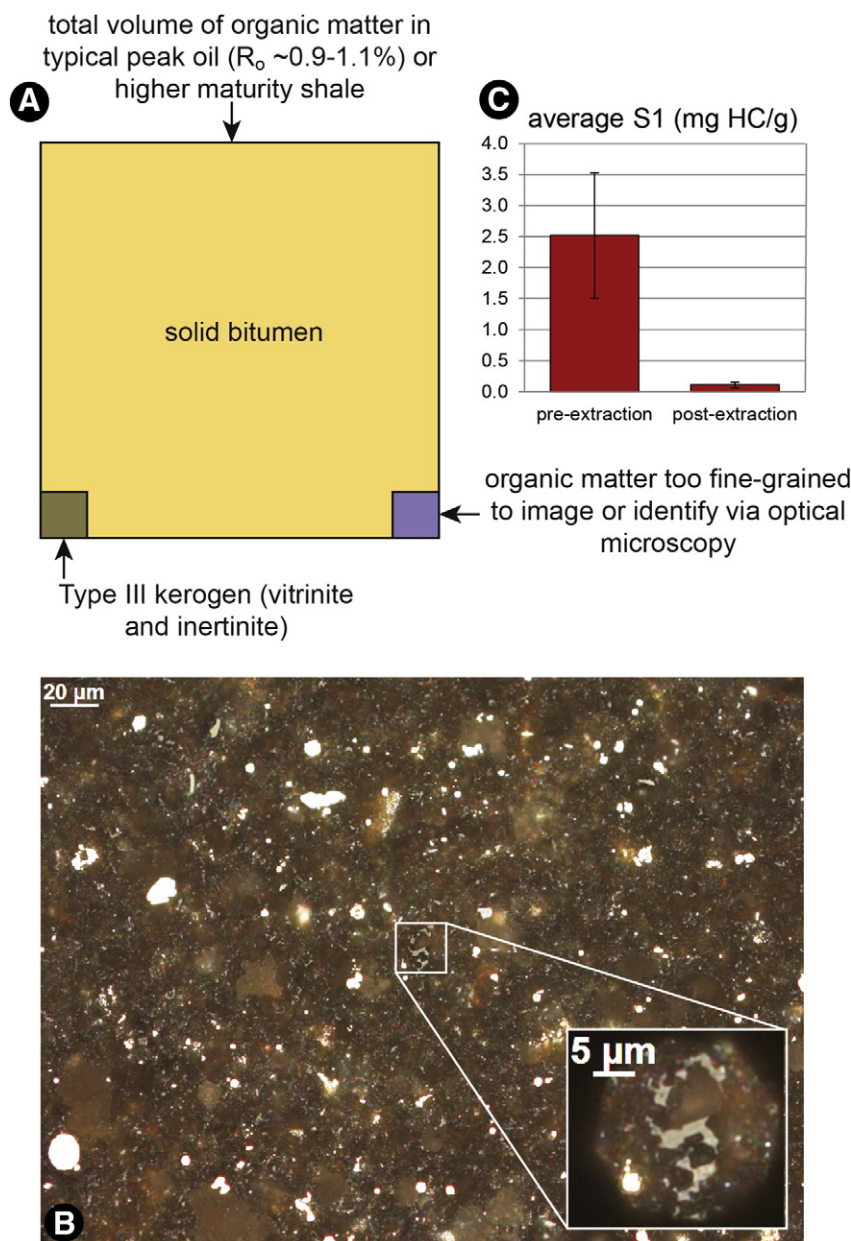 total volume of organic matter in
typical peak oil (Ro ~0.9-1.1%) or
higher maturity shale
A
solid bitumen
organic matter too fine-grained
to image or identify via optical
microscopy
Type III kerogen (vitrinite
and inertinite)
C
average S1 (mg HC/g)
4.0
3.5
3.0
2.5
2.0
1.5
1.0
0.5
0.0
pre-extraction post-extraction
20 µm
5 µm
B